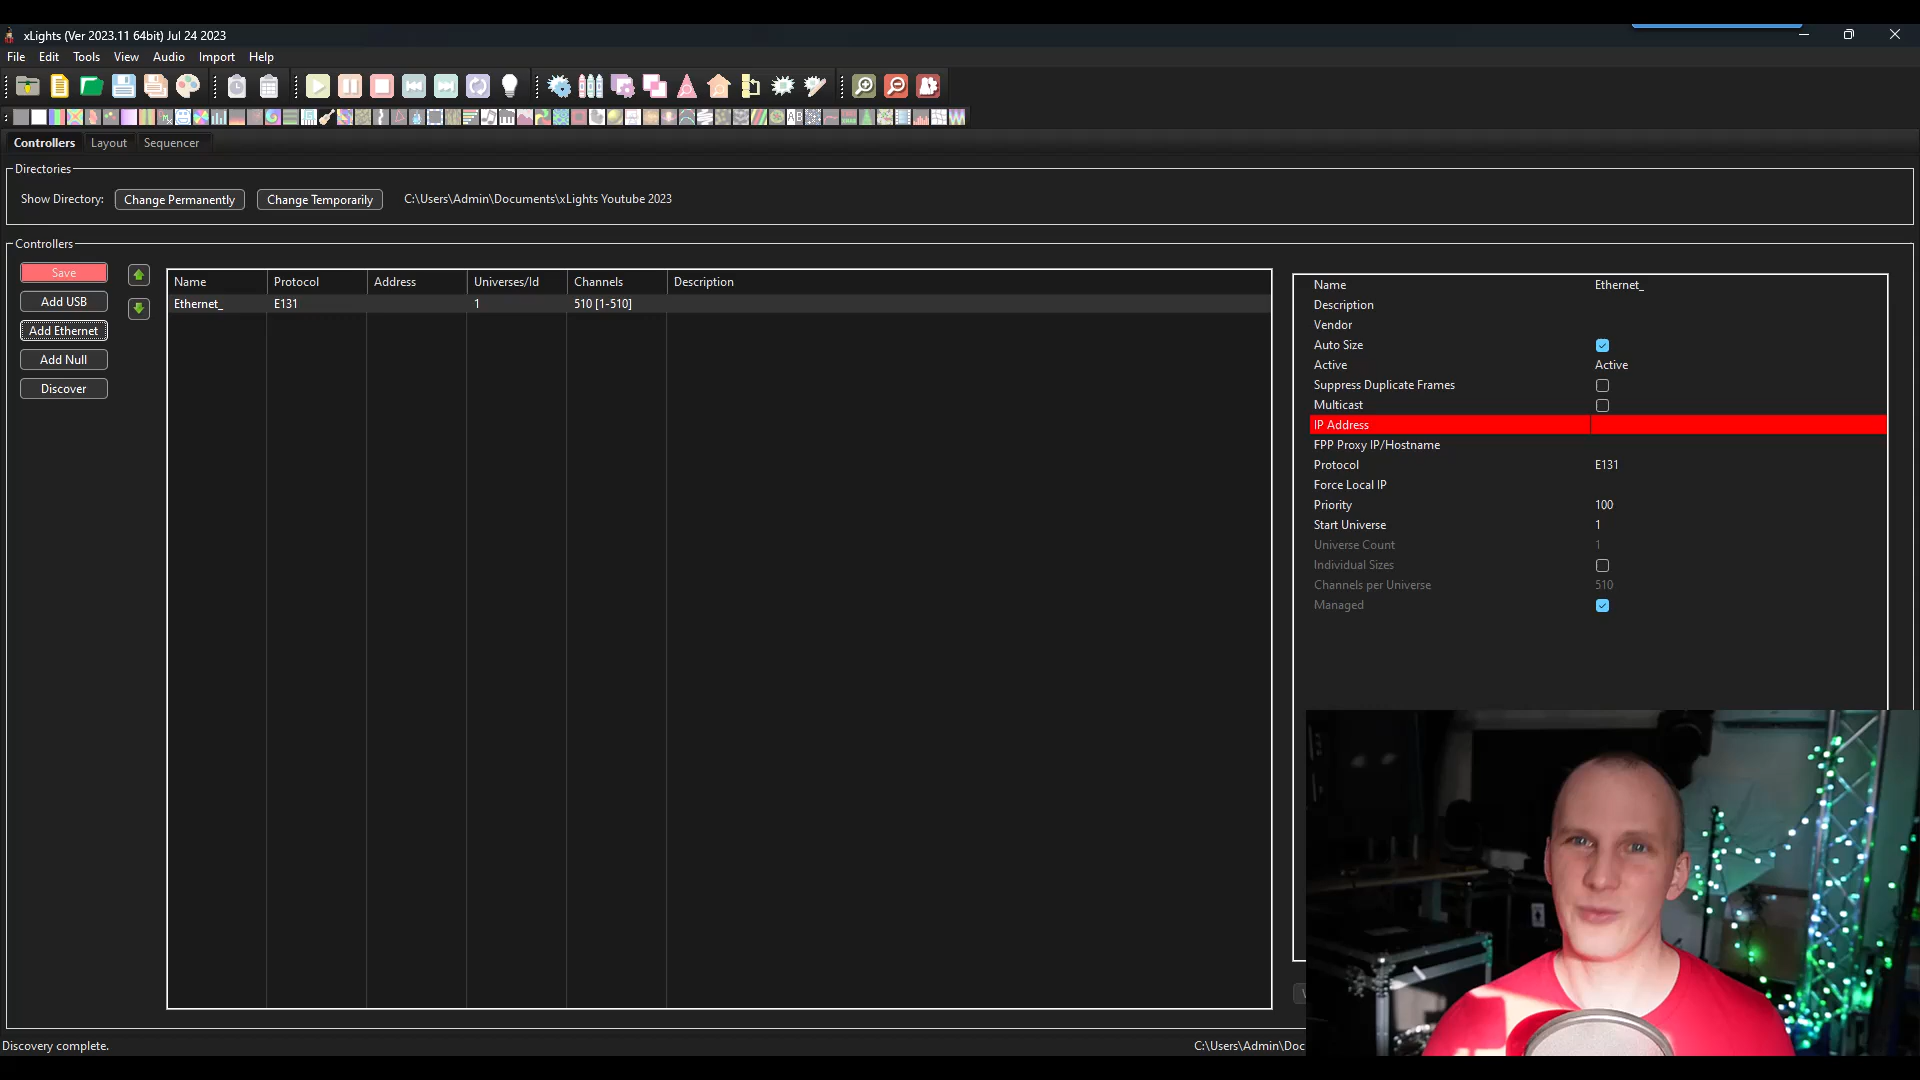 xLights (Ver 2023.11 64bit) Jul 24 2023
File Edit Tools View Audio Import Help
Controllers Layout Sequencer
Directories
Show Directory: Change Permanently Change Temporarily C:\Users\Admin\Documents\xLights Youtube 2023
Controllers
Save
Add USB
Add Ethernet
Add Null
Discover
Name Protocol Address Universes/Id Channels Description
Ethernet_ E131 1 510 [1-510]
Name Ethernet_
Description
Vendor
Auto Size
Active Active
Suppress Duplicate Frames
Multicast
IP Address
FPP Proxy IP/Hostname
Protocol E131
Force Local IP
Priority 100
Start Universe 1
Universe Count 1
Individual Sizes
Channels per Universe 510
Managed
Discovery complete.
C:\Users\Admin\Doc